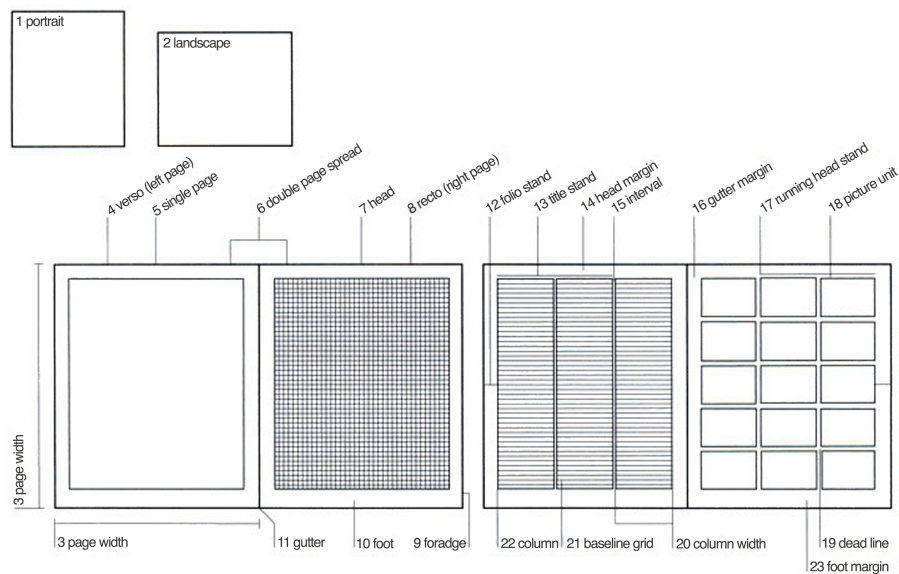 1 portrait
2 landscape
4 verso (left page)
5 single page
6 double page spread
7 head
8 recto (right page)
12 folio stand
13 title stand
14 head margin
15 interval
16 gutter margin
17 running head stand
18 picture unit
3 page width
3 page width
11 gutter
10 foot
9 foradge
22 column
21 baseline grid
20 column width
19 dead line
23 foot margin